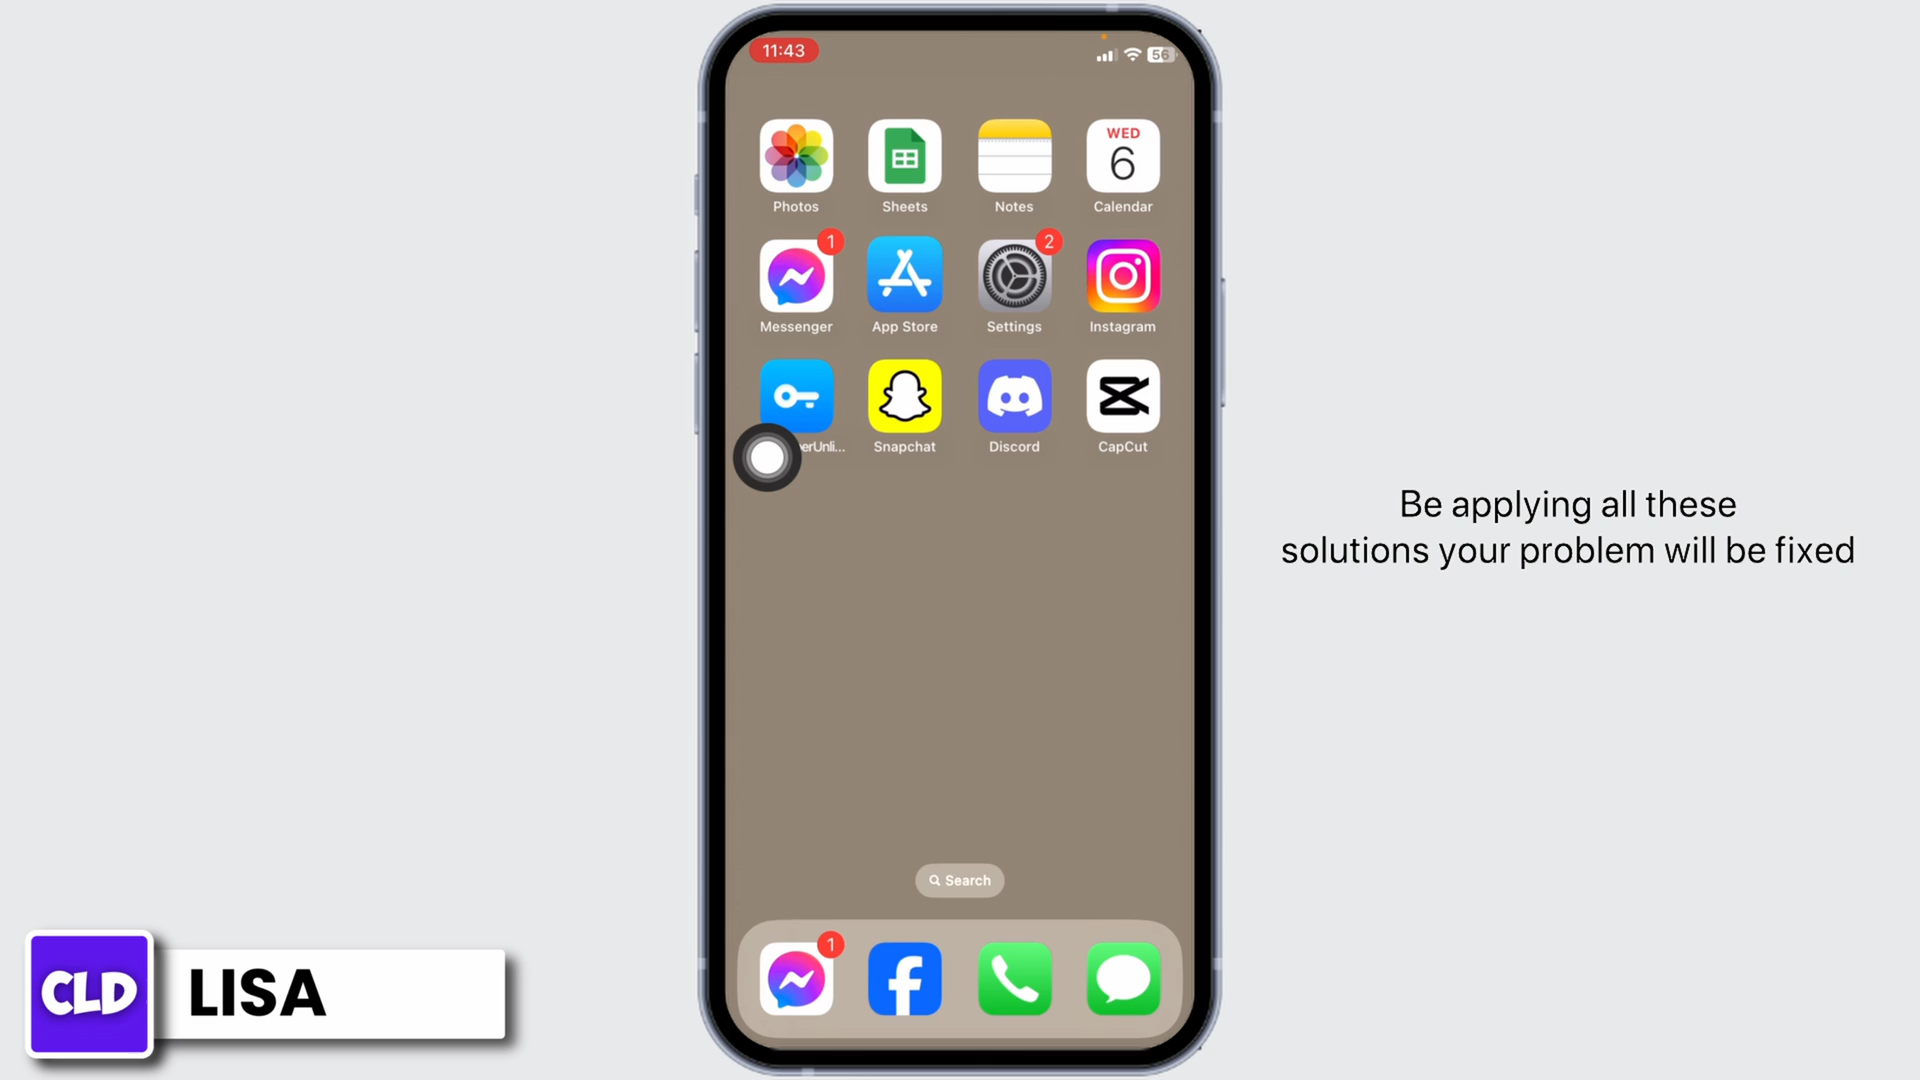 11:43
56
WED
6
Photos
Sheets
Notes
Calendar
1
2
Messenger
App Store
Settings
Instagram
erUnli...
Snapchat
Discord
CapCut
Be applying all these
solutions your problem will be fixed
Search
1
CLD
LISA